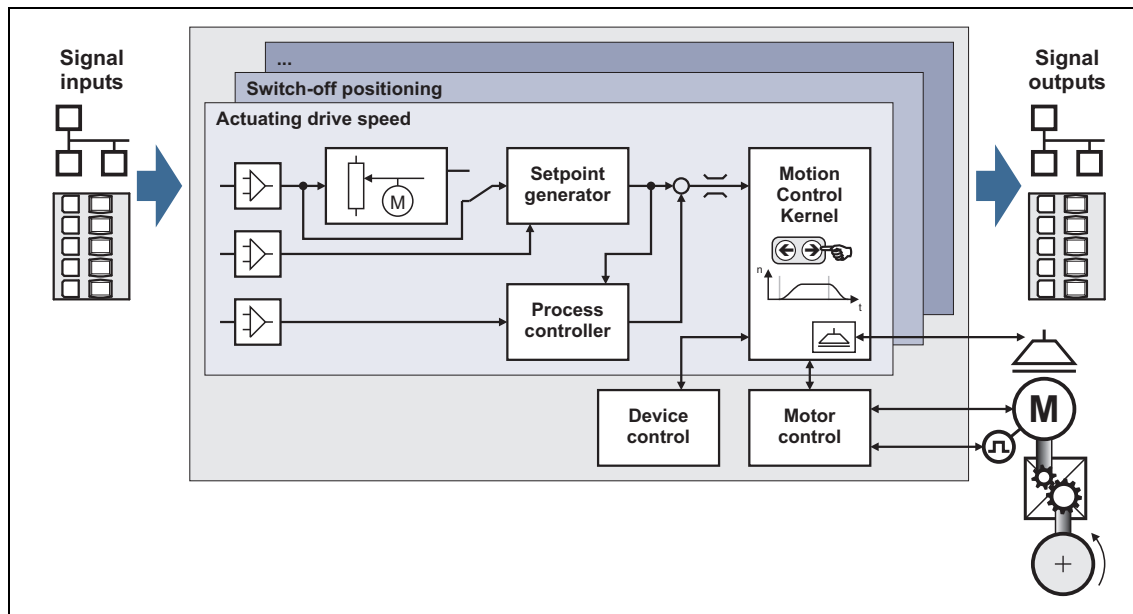 Signal
inputs
...
Switch-off positioning
Actuating drive speed
M
Setpoint
generator
Process
controller
Motion
Control
Kernel
n
t
Device
control
Motor
control
Signal
outputs
M